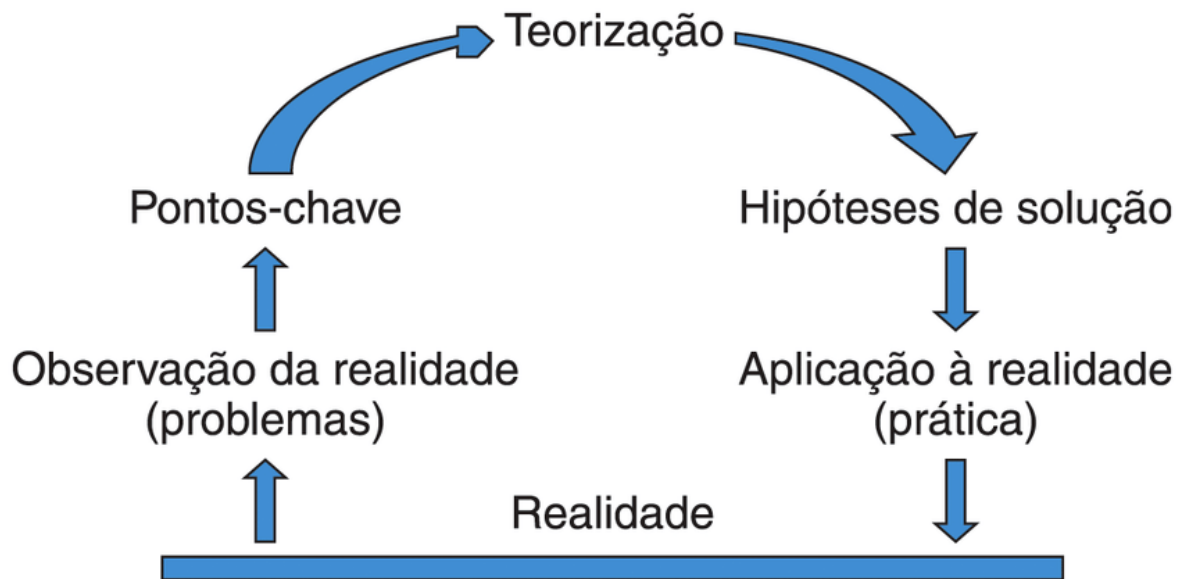 Teorização
Pontos-chave
Hipóteses de solução
Observação da realidade
(problemas)
Aplicação à realidade
(prática)
Realidade